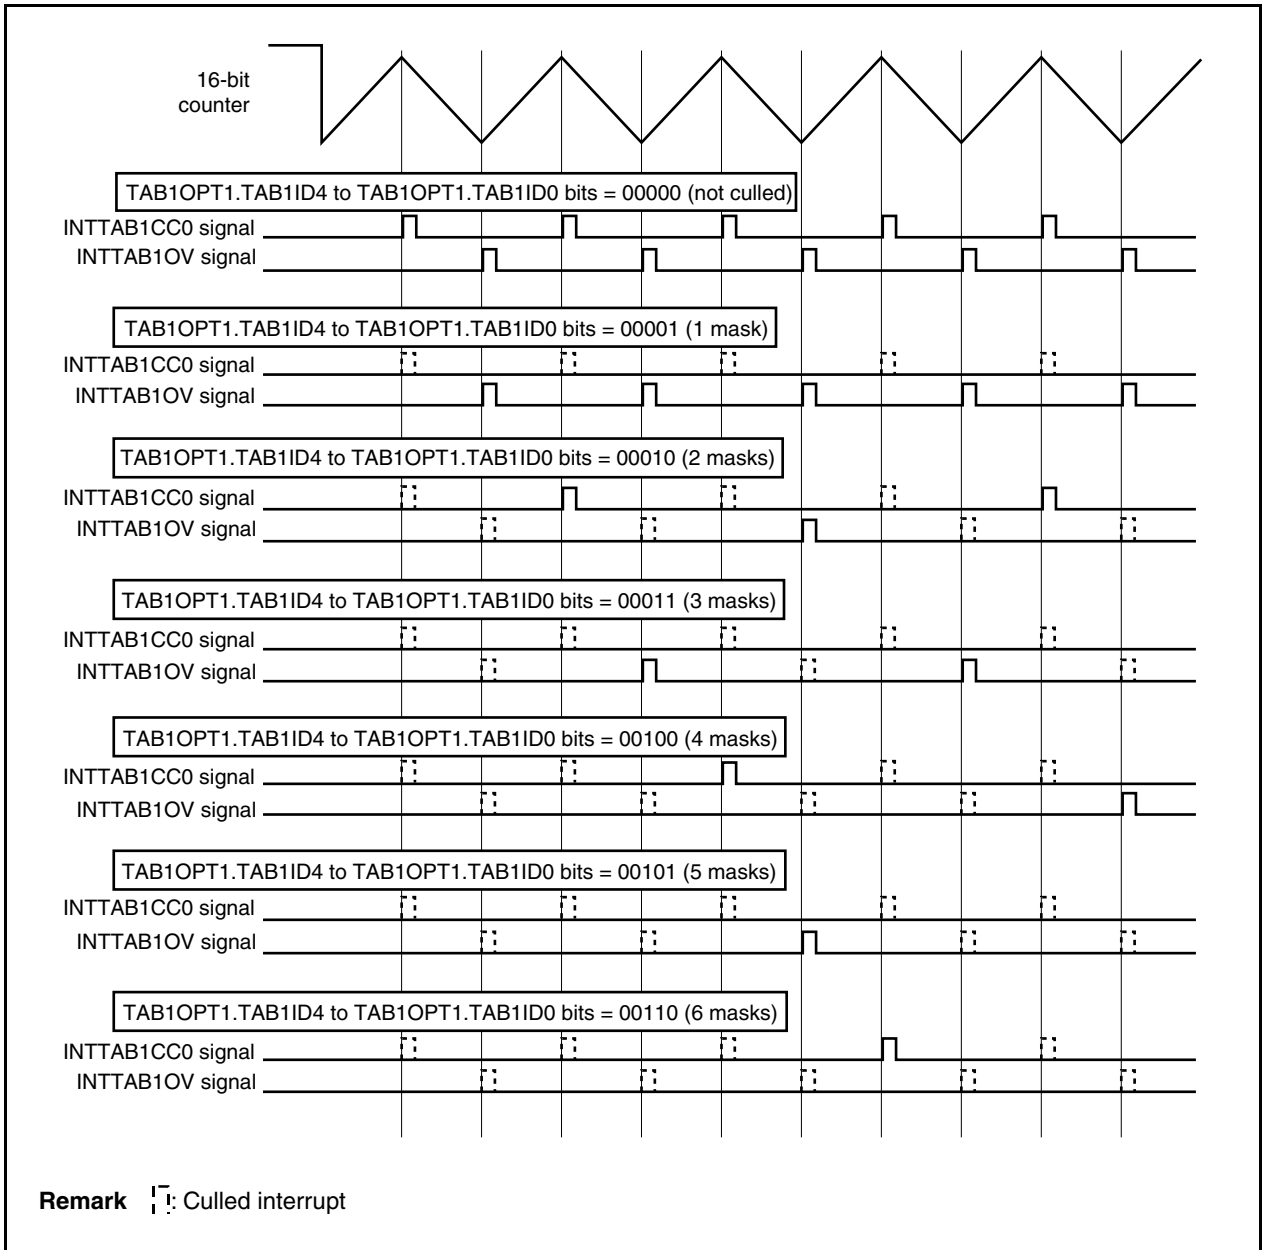 16-bit
counter
TAB1OPT1.TAB1ID4 to TAB1OPT1.TAB1ID0 bits = 00000 (not culled)
INTTAB1CC0 signal
INTTAB1OV signal
TAB1OPT1.TAB1ID4 to TAB1OPT1.TAB1ID0 bits = 00001 (1 mask)
INTTAB1CC0 signal
INTTAB1OV signal
TAB1OPT1.TAB1ID4 to TAB1OPT1.TAB1ID0 bits = 00010 (2 masks)
INTTAB1CC0 signal
INTTAB1OV signal
TAB1OPT1.TAB1ID4 to TAB1OPT1.TAB1ID0 bits = 00011 (3 masks)
INTTAB1CC0 signal
INTTAB1OV signal
TAB1OPT1.TAB1ID4 to TAB1OPT1.TAB1ID0 bits = 00100 (4 masks)
INTTAB1CC0 signal
INTTAB1OV signal
TAB1OPT1.TAB1ID4 to TAB1OPT1.TAB1ID0 bits = 00101 (5 masks)
INTTAB1CC0 signal
INTTAB1OV signal
TAB1OPT1.TAB1ID4 to TAB1OPT1.TAB1ID0 bits = 00110 (6 masks)
INTTAB1CC0 signal
INTTAB1OV signal
Remark : Culled interrupt